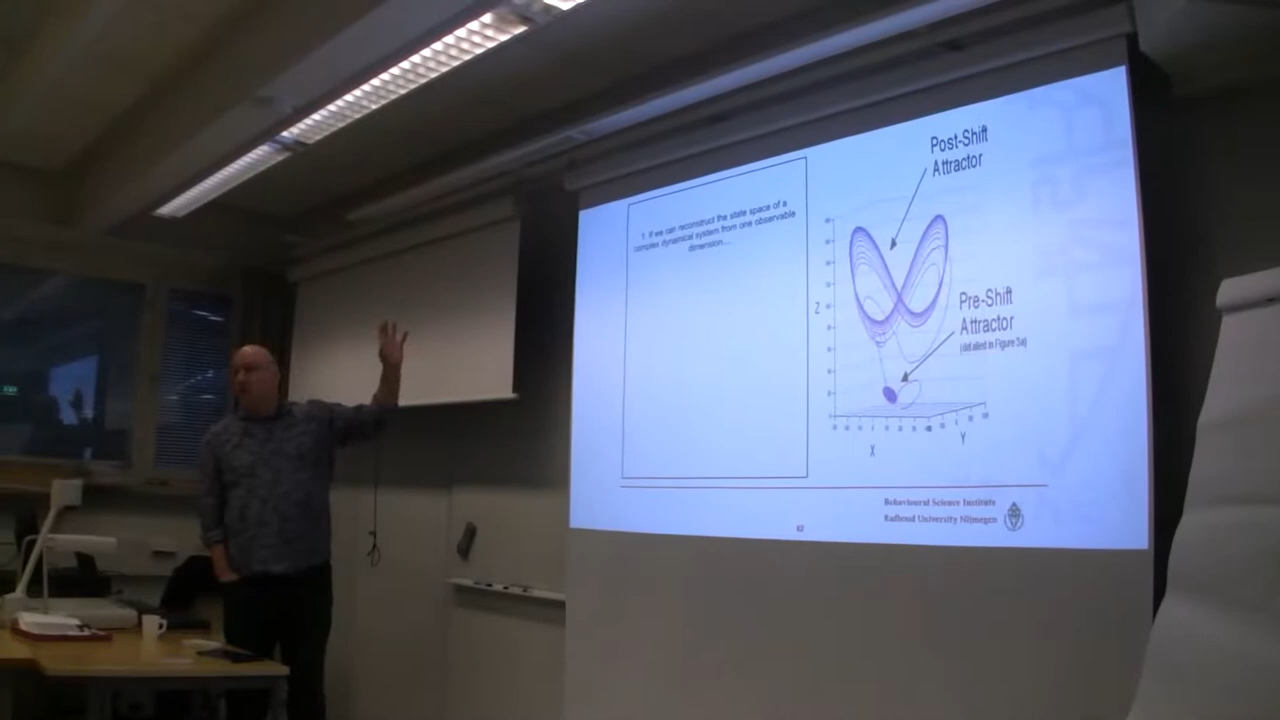 1. If we can reconstruct the state space of a
complex dynamical system from one observable
dimension....
Post-Shift
Attractor
Pre-Shift
Attractor
(detailed in Figure 5a)
Z
X
Y
Behavioural Science Institute
Radboud University Nijmegen
62